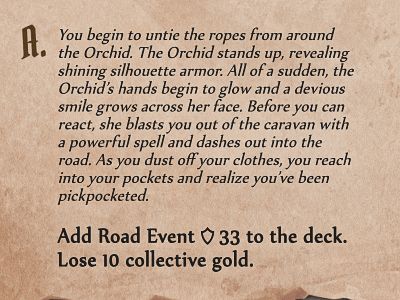 A.
You begin to untie the ropes from around
the Orchid. The Orchid stands up, revealing
shining silhouette armor. All of a sudden, the
Orchid's hands begin to glow and a devious
smile grows across her face. Before you can
react, she blasts you out of the caravan with
a powerful spell and dashes out into the
road. As you dust off your clothes, you reach
into your pockets and realize you've been
pickpocketed.
Add Road Event 33 to the deck.
Lose 10 collective gold.